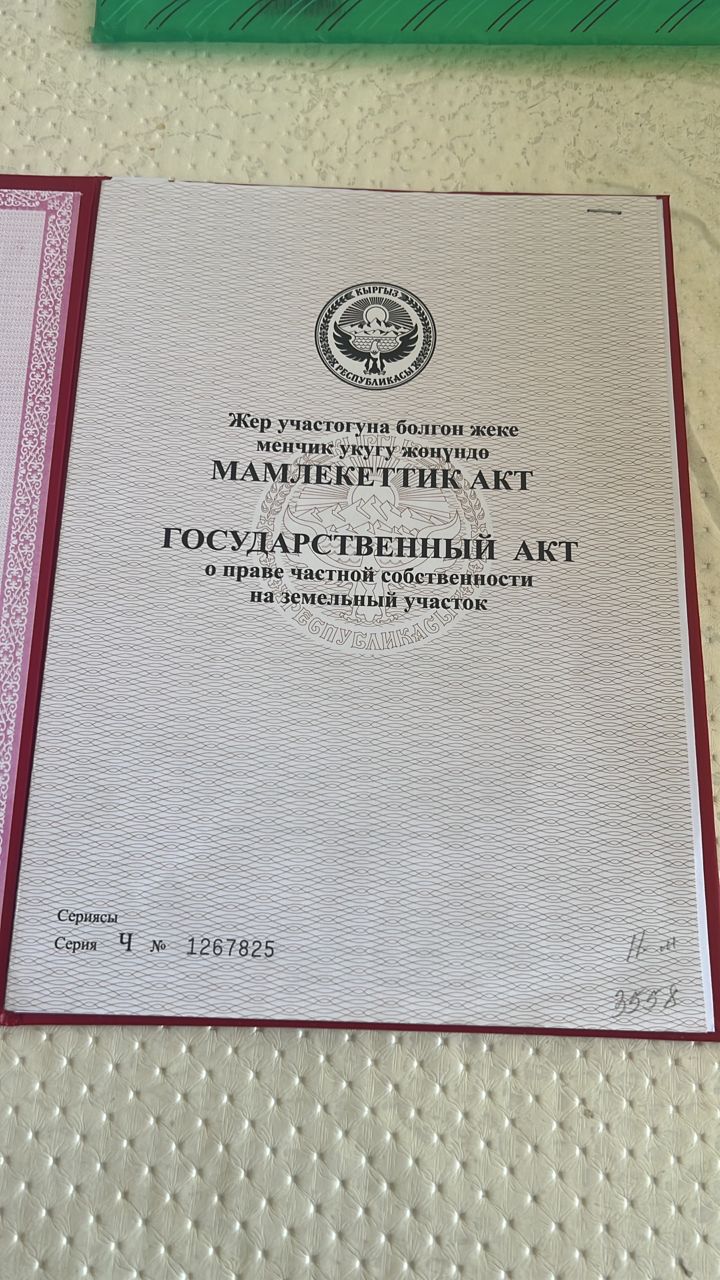 КЫРГЫЗ
РЕСПУБЛИКАСЫ
Жер участогуна болгон жеке
менчик укугу жөнүндө
МАМЛЕКЕТТИК АКТ
ГОСУДАРСТВЕННЫЙ АКТ
о праве частной собственности
на земельный участок
РЕСПУБЛИКАСЫ
Сериясы
Серия Ч № 1267825
3558